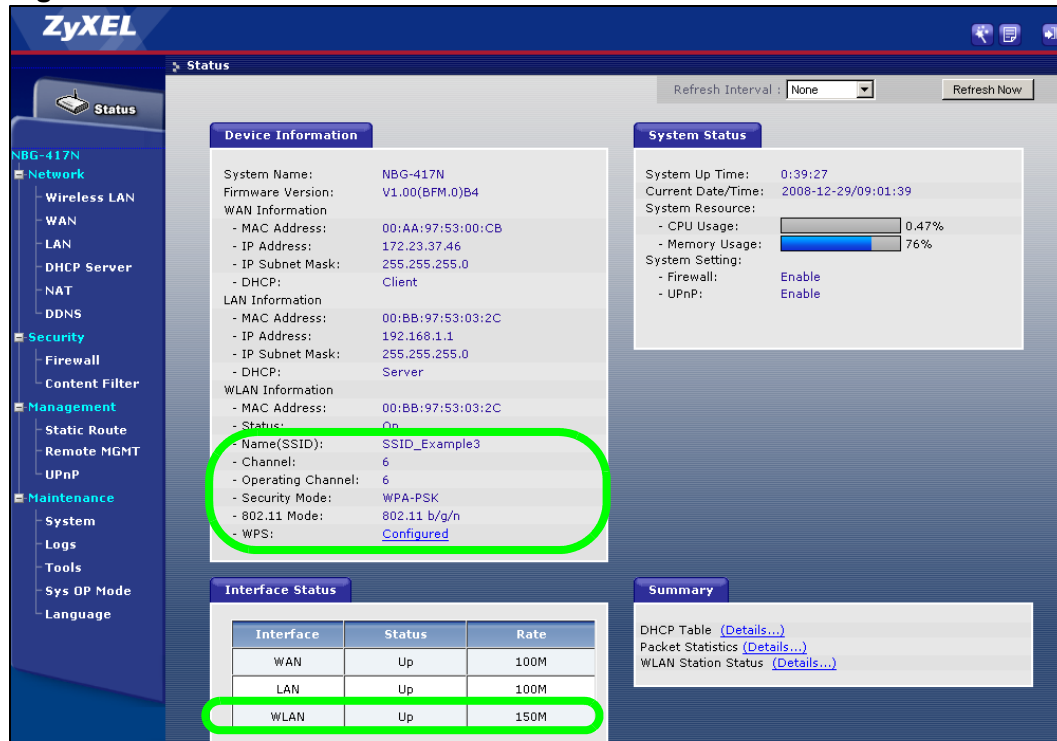 ZyXEL
Status
Refresh Interval : None
Refresh Now
Status
NBG-417N
Network
Wireless LAN
WAN
LAN
DHCP Server
NAT
DDNS
Security
Firewall
Content Filter
Management
Static Route
Remote MGMT
UPnP
Maintenance
System
Logs
Tools
Sys OP Mode
Language
Device Information
System Name: NBG-417N
Firmware Version: V1.00(BFM.0)B4
WAN Information
- MAC Address: 00:AA:97:53:00:CB
- IP Address: 172.23.37.46
- IP Subnet Mask: 255.255.255.0
- DHCP: Client
LAN Information
- MAC Address: 00:BB:97:53:03:2C
- IP Address: 192.168.1.1
- IP Subnet Mask: 255.255.255.0
- DHCP: Server
WLAN Information
- MAC Address: 00:BB:97:53:03:2C
- Status: On
- Name(SSID): SSID_Example3
- Channel: 6
- Operating Channel: 6
- Security Mode: WPA-PSK
- 802.11 Mode: 802.11 b/g/n
- WPS: Configured
System Status
System Up Time: 0:39:27
Current Date/Time: 2008-12-29/09:01:39
System Resource:
- CPU Usage: 0.47%
- Memory Usage: 76%
System Setting:
- Firewall: Enable
- UPnP: Enable
Interface Status
Interface Status Rate
WAN Up 100M
LAN Up 100M
WLAN Up 150M
Summary
DHCP Table (Details...)
Packet Statistics (Details...)
WLAN Station Status (Details...)